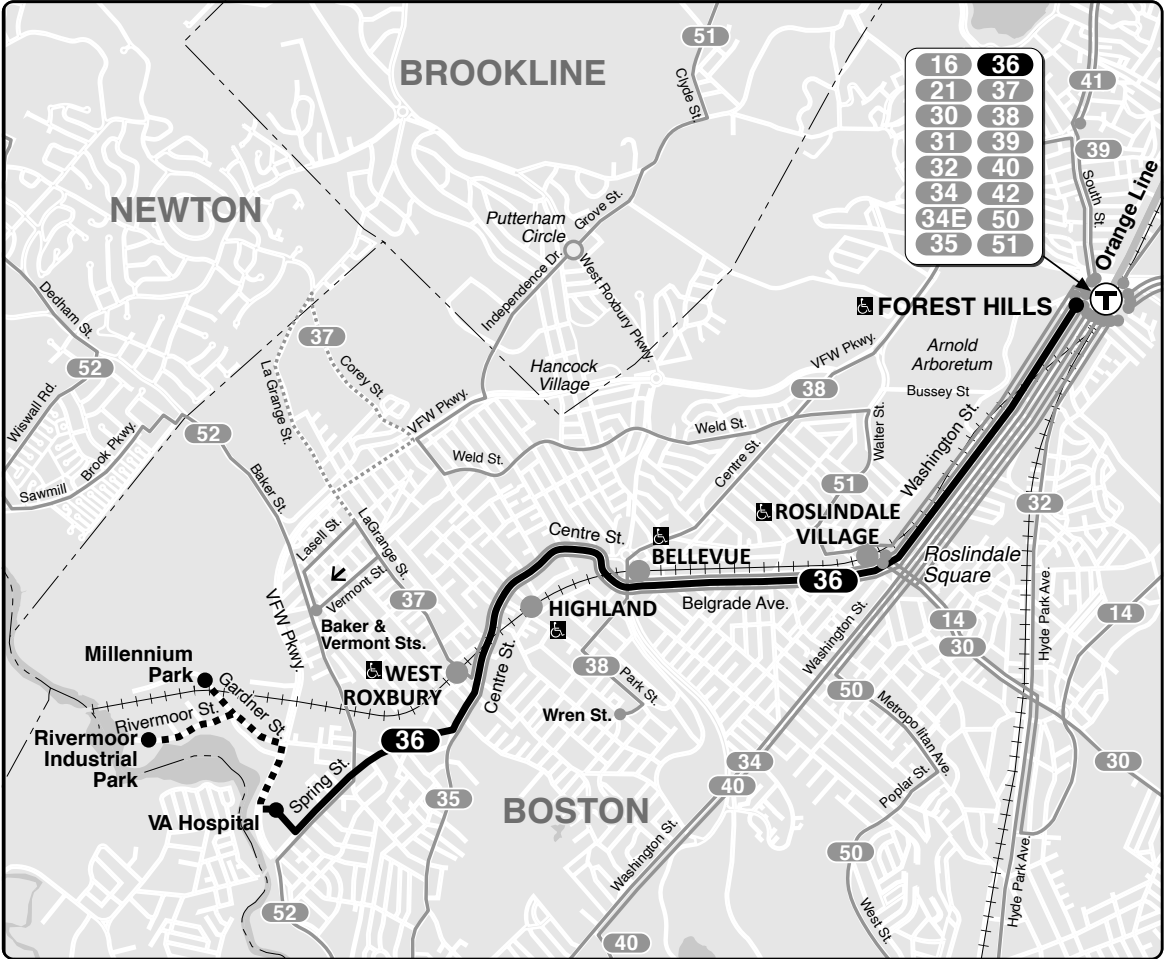 51
BROOKLINE
Clyde St.
16 36
21 37
30 38
31 39
32 40
34 42
34E 50
35 51
41
39
South St.
Orange Line
NEWTON
Putterham
Circle
Grove St.
Independence Dr.
West Roxbury Pkwy.
T
FOREST HILLS
Dedham St.
37
52
La Grange St.
Corey St.
Hancock
Village
VFW Pkwy.
Arnold
Arboretum
Bussey St
38
Wiswall Rd.
Brook Pkwy.
Sawmill
52
VFW Pkwy.
Weld St.
Weld St.
Centre St.
Walter St.
Washington St.
Baker St.
51
32
Lasell St.
LaGrange St.
Vermont St.
Centre St.
ROSLINDALE
VILLAGE
BELLEVUE
36
Roslindale
Square
Belgrade Ave.
37
HIGHLAND
VFW Pkwy.
Baker &
Vermont Sts.
Washington St.
14
30
14
Hyde Park Ave.
Millennium
Park
WEST
ROXBURY
Centre St.
38
Park St.
Wren St.
50
Metropo litan Ave.
Gardner St.
Rivermoor St.
Rivermoor
Industrial
Park
36
34
40
30
Spring St.
VA Hospital
35
BOSTON
Poplar St.
50
Washington St.
Hyde Park Ave.
52
West St.
40